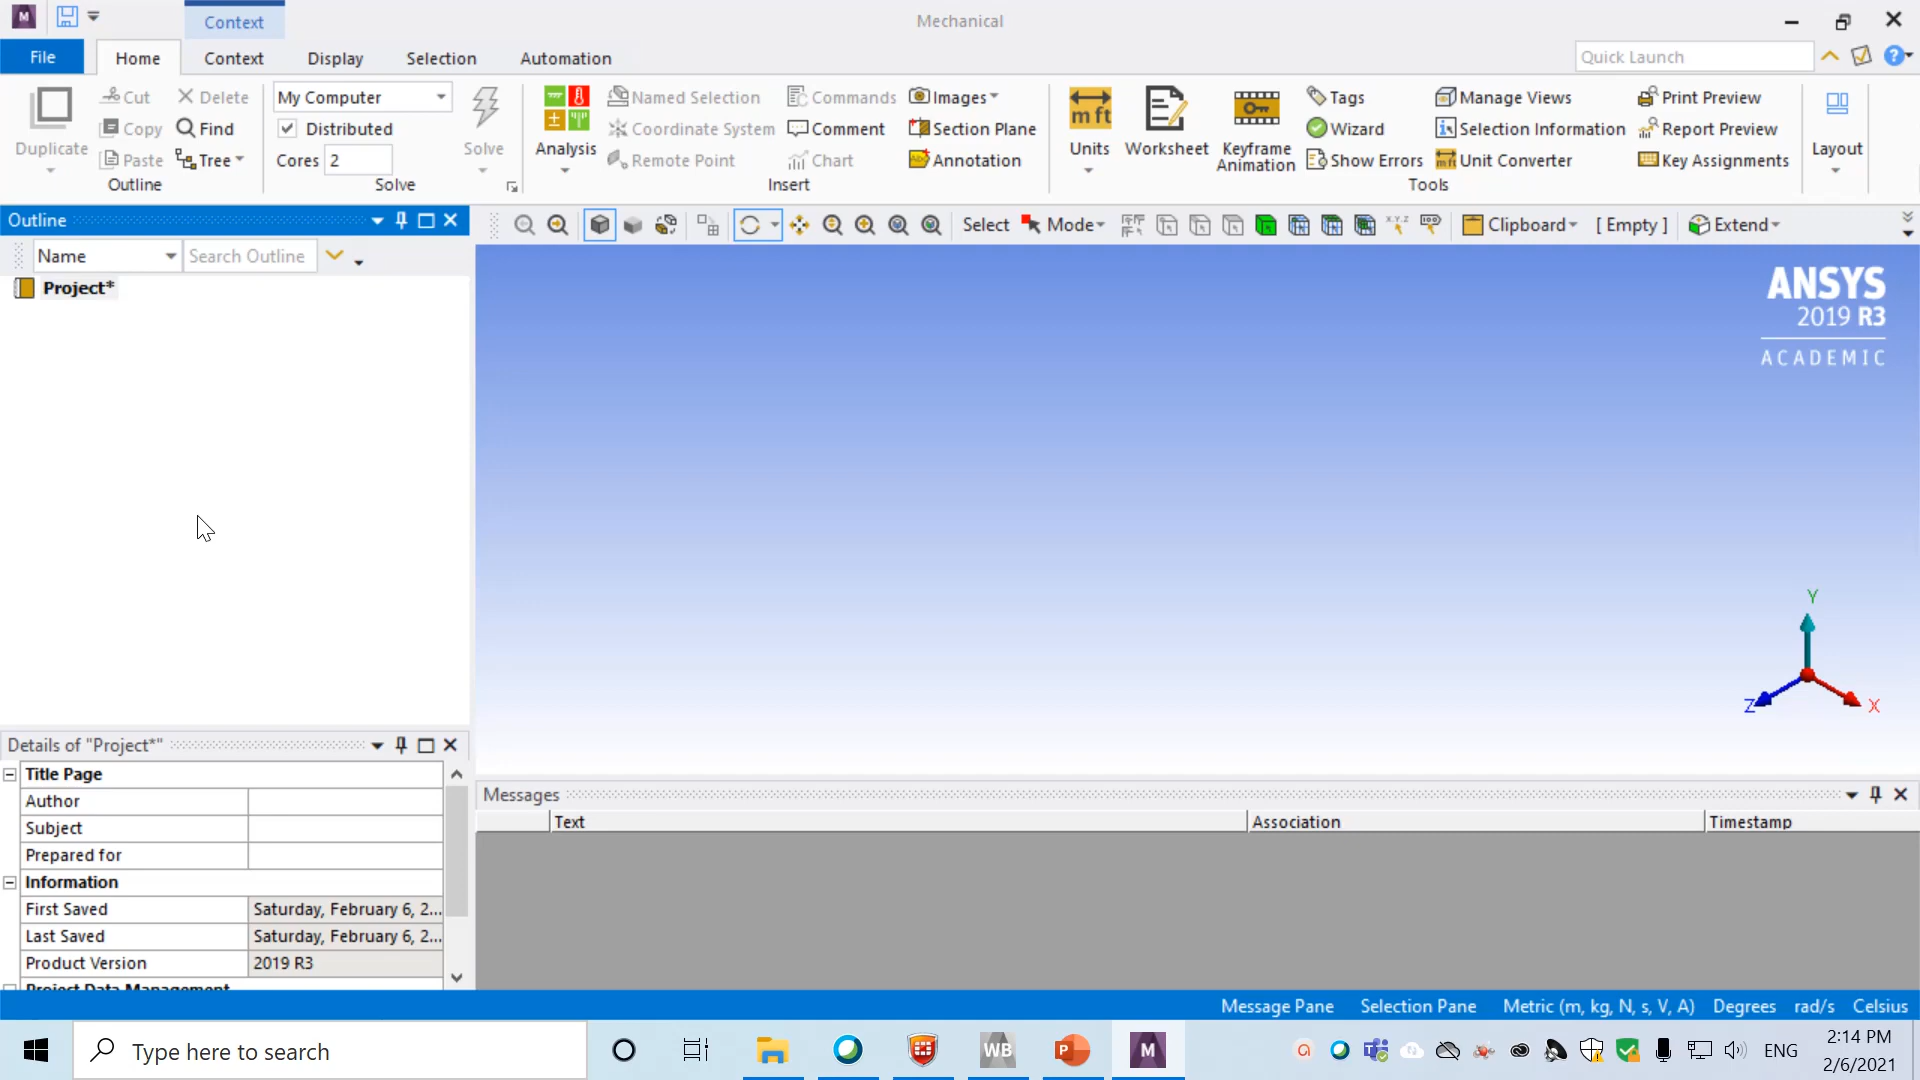 M
Context
Mechanical
File
Home
Context
Display
Selection
Automation
Quick Launch
Duplicate
Cut
Delete
Copy
Find
Paste
Tree
Outline
My Computer
Distributed
Cores 2
Solve
Solve
Analysis
Named Selection
Commands
Images
Coordinate System
Comment
Section Plane
Remote Point
Chart
Annotation
Insert
mft
Units
Worksheet
Keyframe
Animation
Tags
Manage Views
Print Preview
Wizard
Selection Information
Report Preview
Show Errors
Unit Converter
Key Assignments
Tools
Layout
Outline
Select
Mode
Clipboard
[ Empty ]
Extend
Name
Search Outline
Project*
ANSYS
2019 R3
ACADEMIC
Y
Z
X
Details of "Project*"
Title Page
Author
Subject
Prepared for
Information
First Saved Saturday, February 6, 2...
Last Saved Saturday, February 6, 2...
Product Version 2019 R3
Project Data Management
Messages
Text Association Timestamp
Message Pane Selection Pane Metric (m, kg, N, s, V, A) Degrees rad/s Celsius
Type here to search
WB
P
M
ENG
2:14 PM
2/6/2021